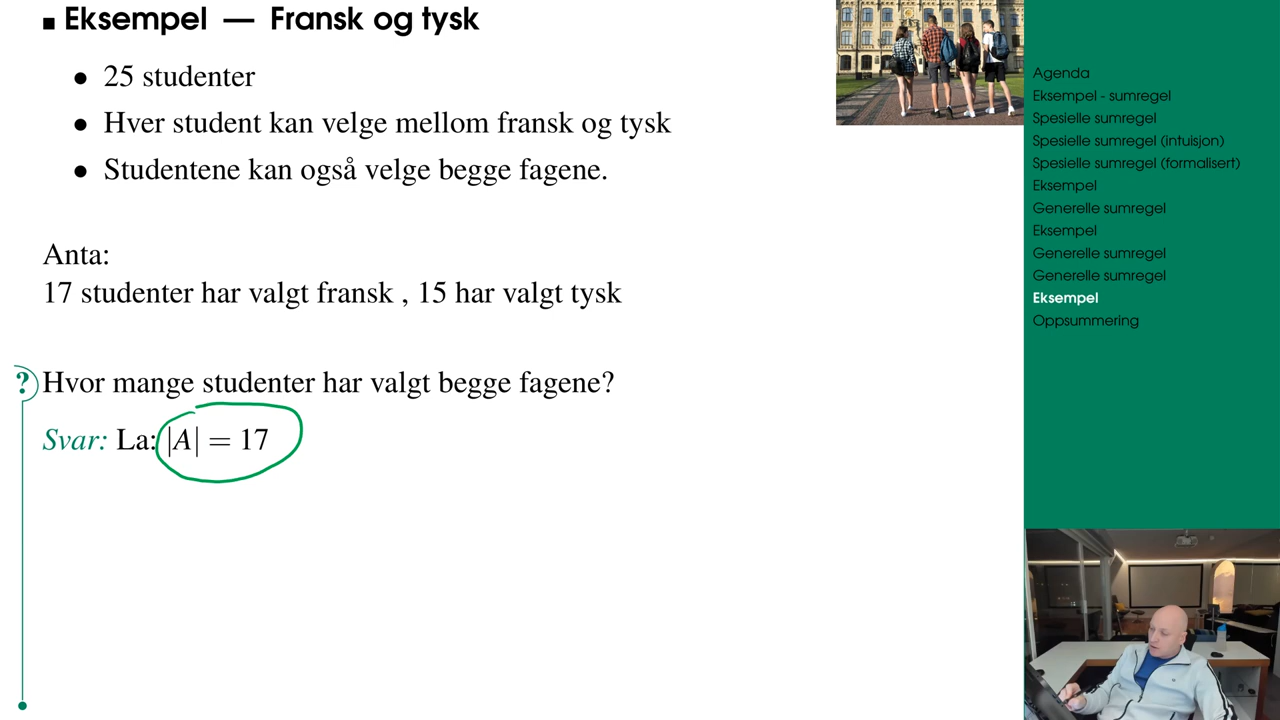 Eksempel — Fransk og tysk
• 25 studenter
• Hver student kan velge mellom fransk og tysk
• Studentene kan også velge begge fagene.
Anta:
17 studenter har valgt fransk , 15 har valgt tysk
? Hvor mange studenter har valgt begge fagene?
Svar: La: |A| = 17
Agenda
Eksempel - sumregel
Spesielle sumregel
Spesielle sumregel (intuisjon)
Spesielle sumregel (formalisert)
Eksempel
Generelle sumregel
Eksempel
Generelle sumregel
Generelle sumregel
Eksempel
Oppsummering